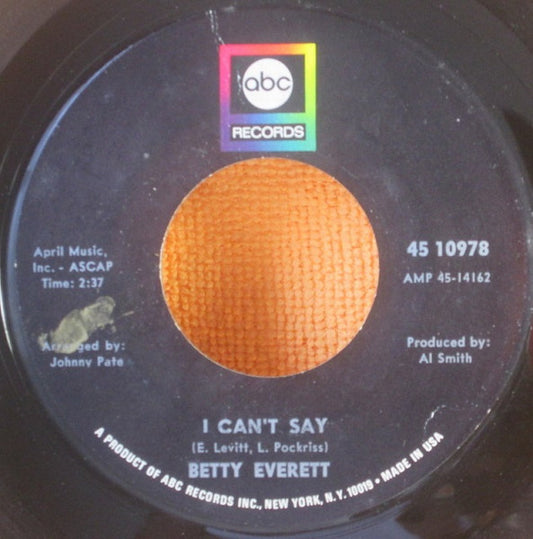 abc
RECORDS
April Music,
Inc. - ASCAP
Time: 2:37
45 10978
AMP 45-14162
Arranged by:
Johnny Pate
Produced by:
Al Smith
I CAN'T SAY
(E. Levitt, L. Pockriss)
BETTY EVERETT
A PRODUCT OF ABC RECORDS INC., NEW YORK, N.Y. 10019 • MADE IN USA